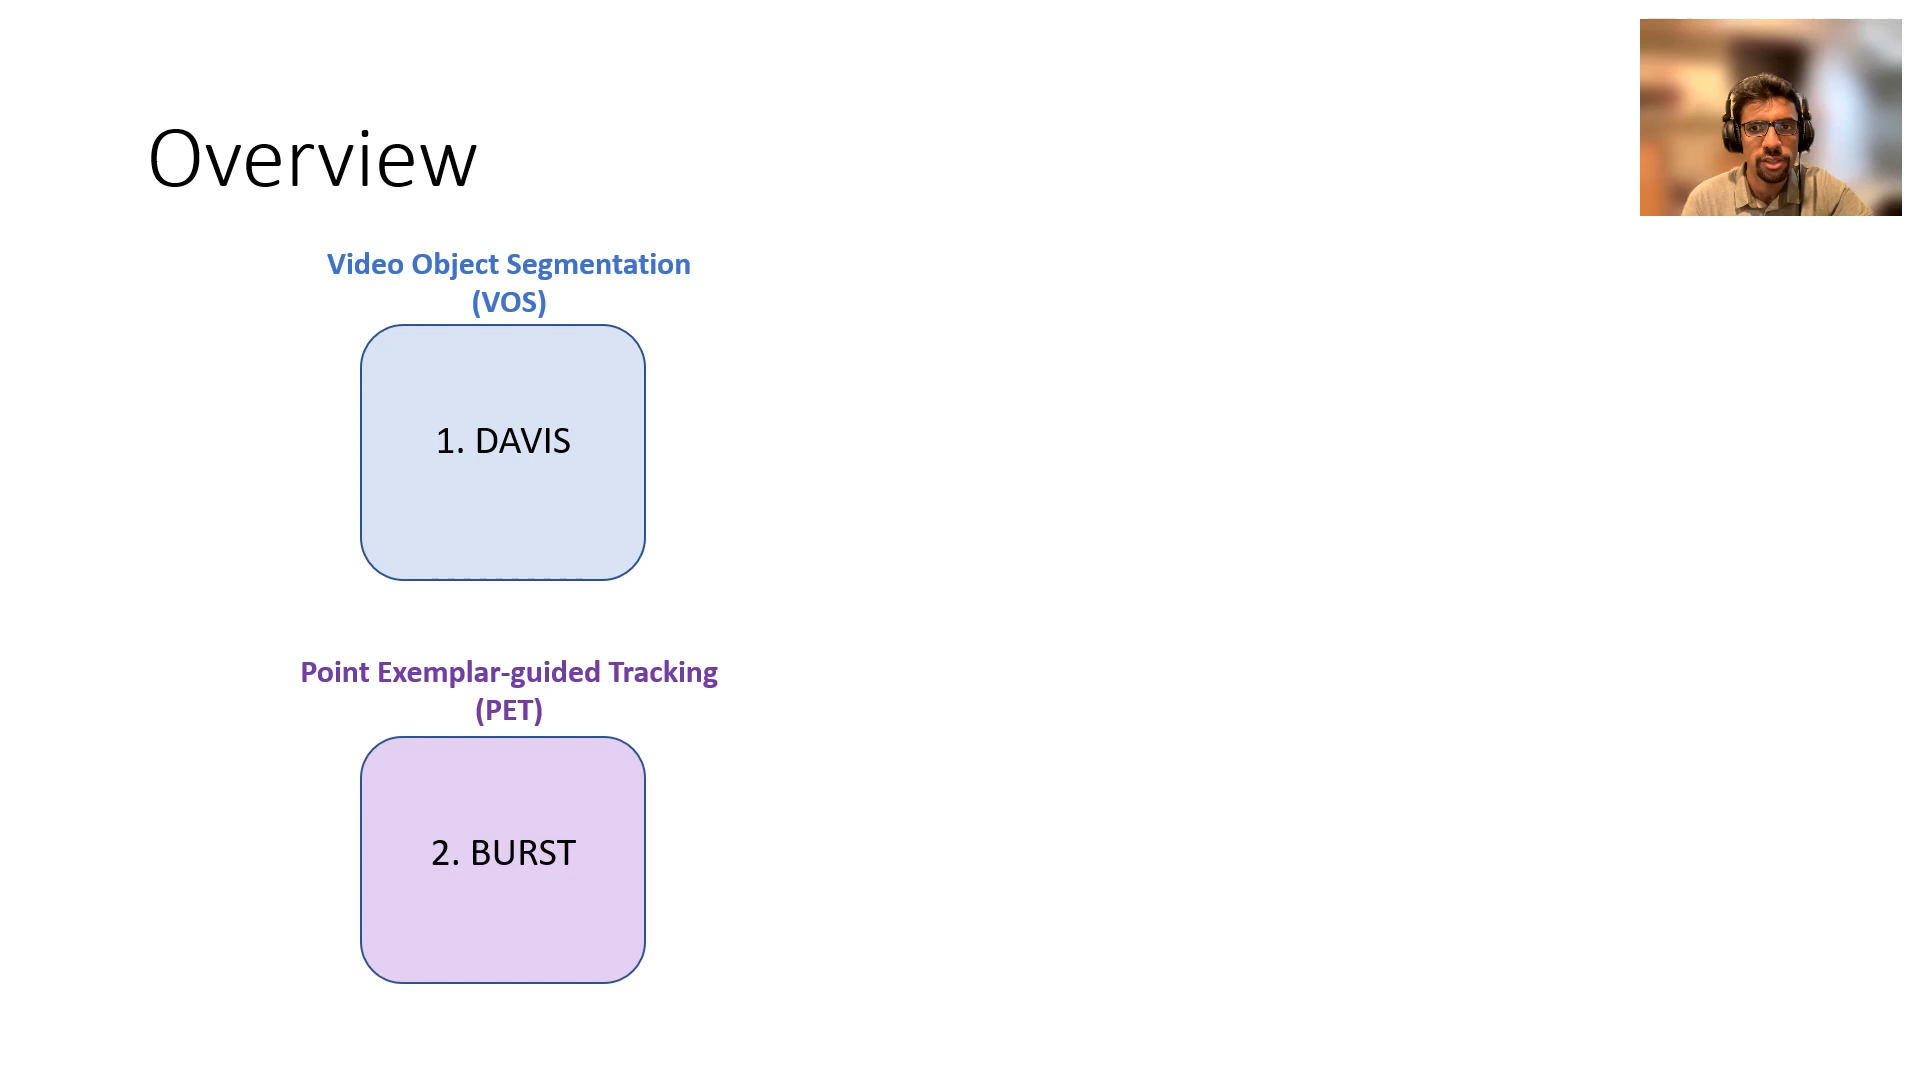 Overview
Video Object Segmentation
(VOS)
1. DAVIS
Point Exemplar-guided Tracking
(PET)
2. BURST